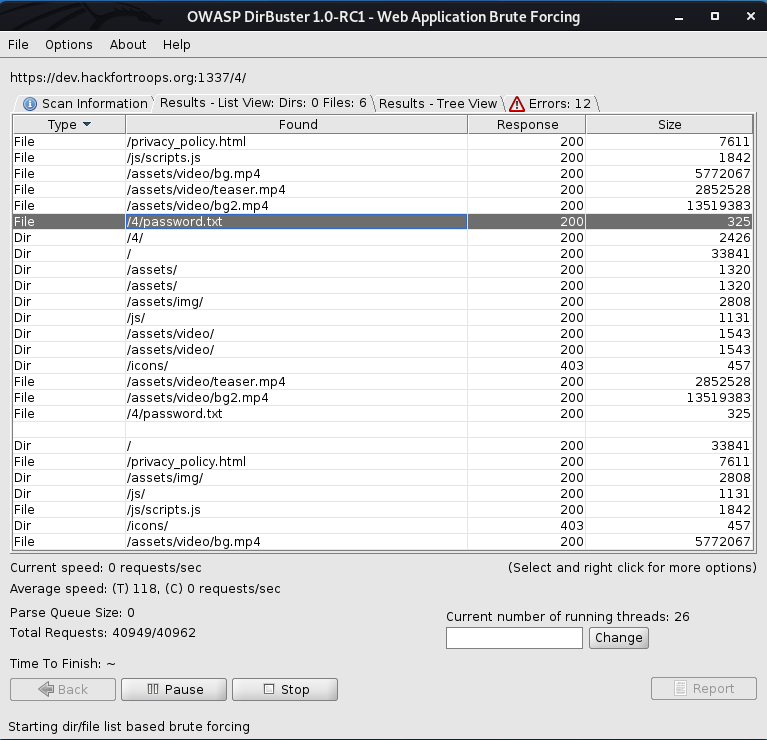 OWASP DirBuster 1.0-RC1 - Web Application Brute Forcing
File Options About Help
https://dev.hackfortroops.org:1337/4/
Scan Information Results - List View: Dirs: 0 Files: 6 Results - Tree View Errors: 12
Type Found Response Size
File /privacy_policy.html 200 7611
File /js/scripts.js 200 1842
File /assets/video/bg.mp4 200 5772067
File /assets/video/teaser.mp4 200 2852528
File /assets/video/bg2.mp4 200 13519383
File /4/password.txt 200 325
Dir /4/ 200 2426
Dir / 200 33841
Dir /assets/ 200 1320
Dir /assets/ 200 1320
Dir /assets/img/ 200 2808
Dir /js/ 200 1131
Dir /assets/video/ 200 1543
Dir /assets/video/ 200 1543
Dir /icons/ 403 457
File /assets/video/teaser.mp4 200 2852528
File /assets/video/bg2.mp4 200 13519383
File /4/password.txt 200 325
Dir / 200 33841
File /privacy_policy.html 200 7611
Dir /assets/img/ 200 2808
Dir /js/ 200 1131
File /js/scripts.js 200 1842
Dir /icons/ 403 457
File /assets/video/bg.mp4 200 5772067
Current speed: 0 requests/sec (Select and right click for more options)
Average speed: (T) 118, (C) 0 requests/sec
Parse Queue Size: 0
Current number of running threads: 26
Total Requests: 40949/40962
Change
Time To Finish: ~
Back Pause Stop Report
Starting dir/file list based brute forcing